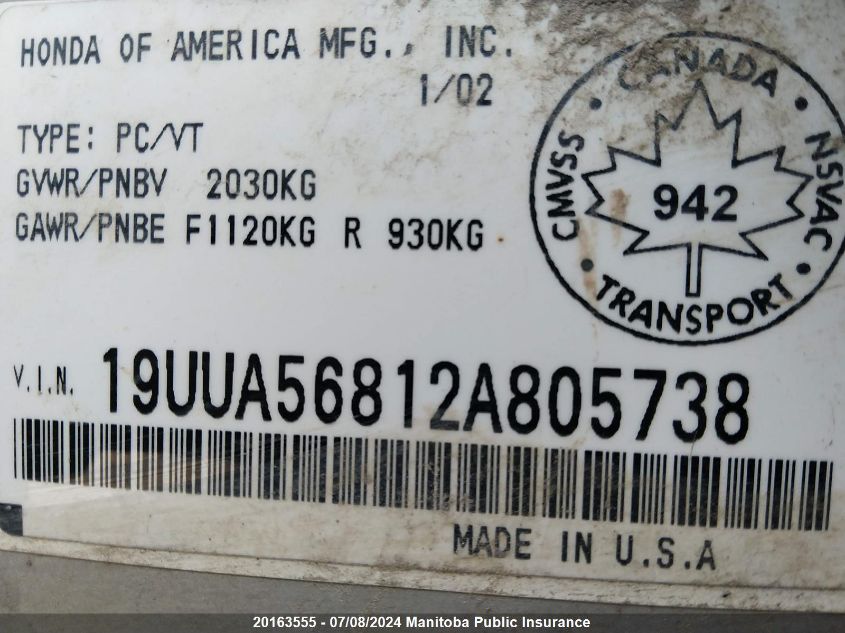 HONDA OF AMERICA MFG., INC.
1/02
TYPE: PC/VT
GVWR/PNBV 2030KG
GAWR/PNBE F1120KG R 930KG
CANADA
CMVSS
NSVAC
942
TRANSPORT
V.I.N. 19UUA56812A805738
MADE IN U.S.A
20163555 - 07/08/2024 Manitoba Public Insurance